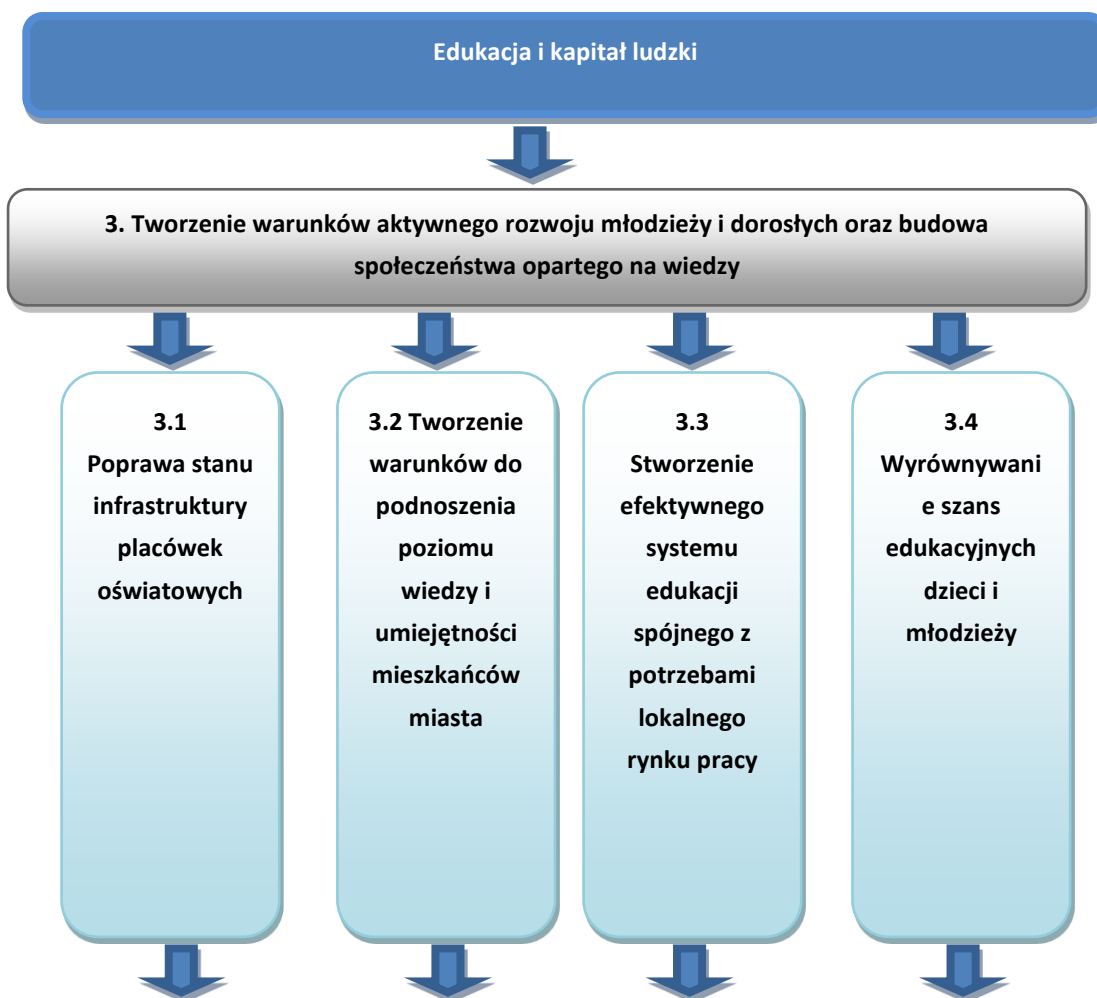 Edukacja i kapitał ludzki
3. Tworzenie warunków aktywnego rozwoju młodzieży i dorosłych oraz budowa
społeczeństwa opartego na wiedzy
3.1
Poprawa stanu
infrastruktury
placówek
oświatowych
3.2 Tworzenie
warunków do
podnoszenia
poziomu
wiedzy i
umiejętności
mieszkańców
miasta
3.3
Stworzenie
efektywnego
systemu
edukacji
spójnego z
potrzebami
lokalnego
rynku pracy
3.4
Wyrównywani
e szans
edukacyjnych
dzieci i
młodzieży